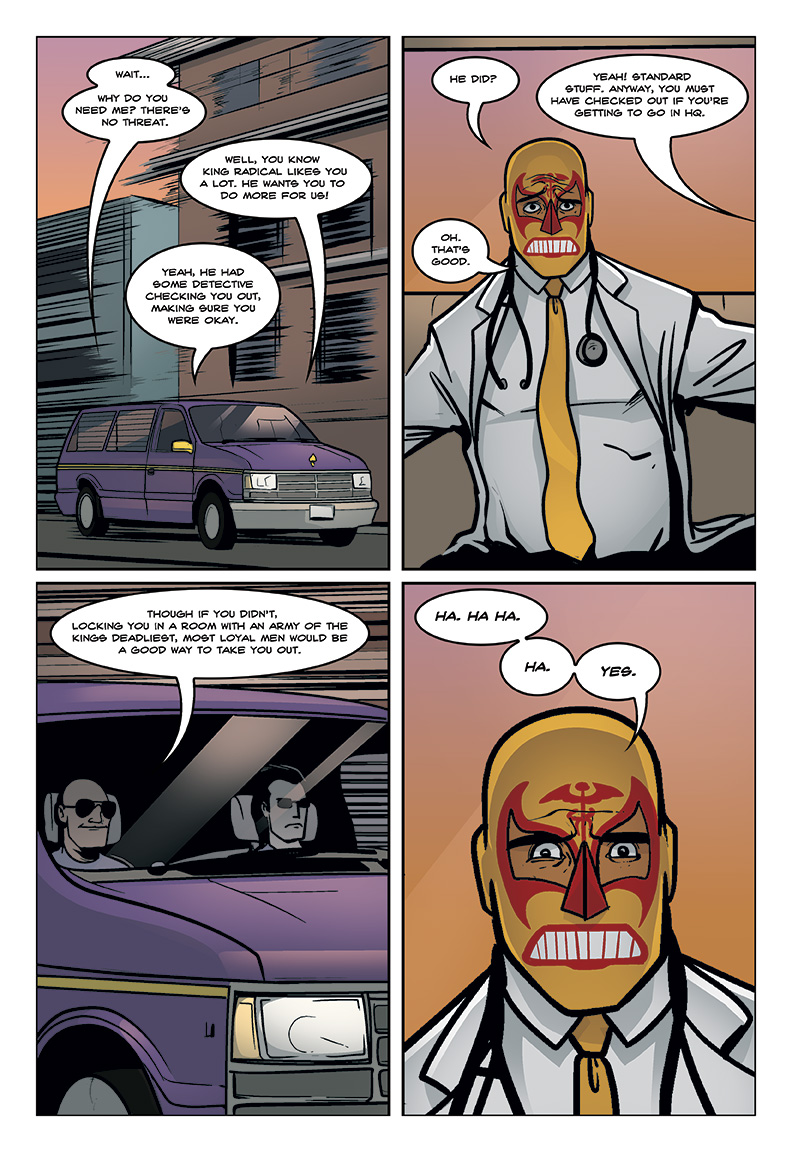 WAIT...
WHY DO YOU
NEED ME? THERE'S
NO THREAT.
WELL, YOU KNOW
KING RADICAL LIKES YOU
A LOT. HE WANTS YOU TO
DO MORE FOR US!
YEAH, HE HAD
SOME DETECTIVE
CHECKING YOU OUT,
MAKING SURE YOU
WERE OKAY.
HE DID?
YEAH! STANDARD
STUFF. ANYWAY, YOU MUST
HAVE CHECKED OUT IF YOU'RE
GETTING TO GO IN HQ.
OH.
THAT'S
GOOD.
THOUGH IF YOU DIDN'T,
LOCKING YOU IN A ROOM WITH AN ARMY OF THE
KINGS DEADLIEST, MOST LOYAL MEN WOULD BE
A GOOD WAY TO TAKE YOU OUT.
HA. HA HA.
HA.
YES.